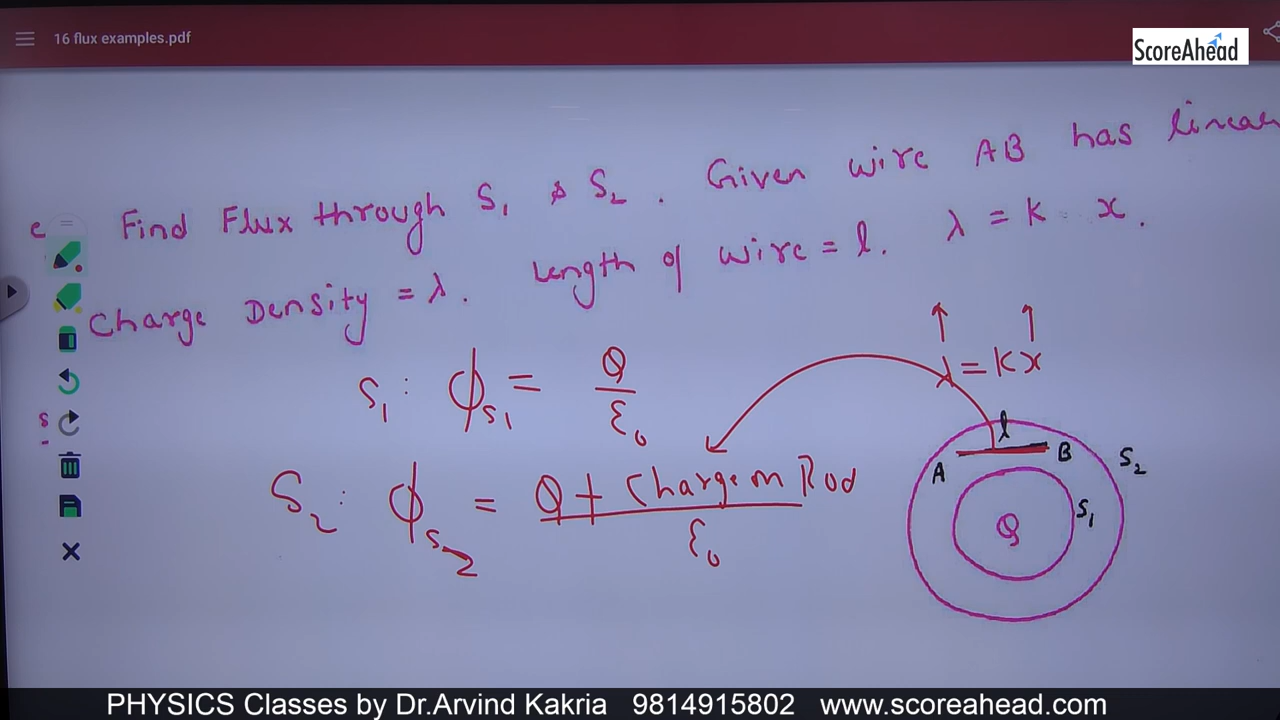 16 flux examples.pdf
ScoreAhead
Find Flux through S₁ & S₂. Given wire AB has linear
Charge Density = λ. Length of wire = l. λ = K x.
λ = Kx
S₁ : ϕ_S₁ = Q/ε₀
S₂ : ϕ_S₂ = (Q + Charge on Rod)/ε₀
l
A B S₂
S₁
Q
PHYSICS Classes by Dr.Arvind Kakria 9814915802 www.scoreahead.com